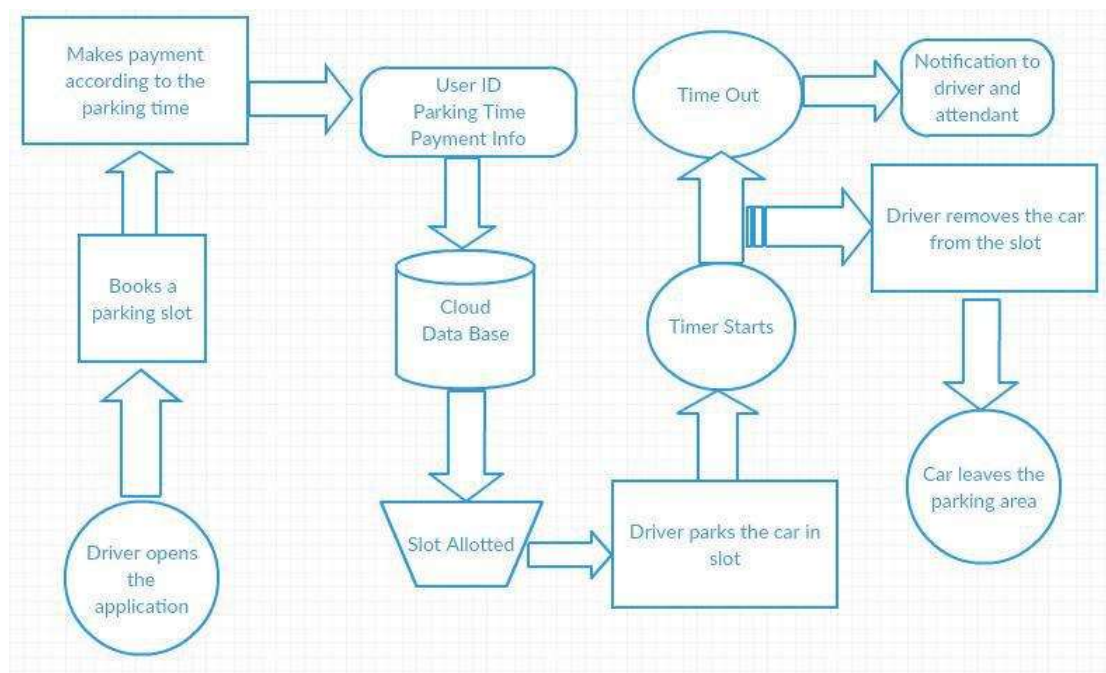 Makes payment
according to the
parking time
User ID
Parking Time
Payment Info
Time Out
Notification to
driver and
attendant
Driver removes the car
from the slot
Books a
parking slot
Cloud
Data Base
Timer Starts
Car leaves the
parking area
Driver opens
the
application
Slot Allotted
Driver parks the car in
slot